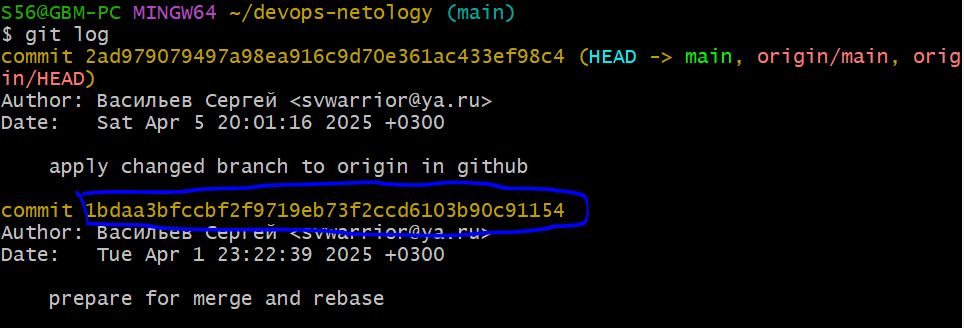 S56@GBM-PC MINGW64 ~/devops-netology (main)
$ git log
commit 2ad979079497a98ea916c9d70e361ac433ef98c4 (HEAD -> main, origin/main, orig
in/HEAD)
Author: Васильев Сергей <svwarrior@ya.ru>
Date:   Sat Apr 5 20:01:16 2025 +0300
    apply changed branch to origin in github
commit 1bdaa3bfccbf2f9719eb73f2ccd6103b90c91154
Author: Васильев Сергей <svwarrior@ya.ru>
Date:   Tue Apr 1 23:22:39 2025 +0300
    prepare for merge and rebase